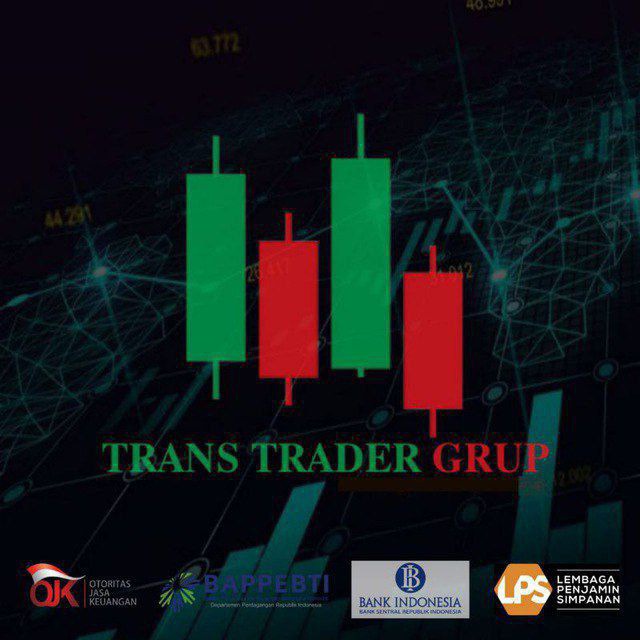 48.951
63.772
44.291
TRANS TRADER GRUP
OJK OTORITAS
JASA
KEUANGAN
BAPPEBTI
Departemen Perdagangan Republik Indonesia
BANK INDONESIA
BANK SENTRAL REPUBLIK INDONESIA
LPS LEMBAGA
PENJAMIN
SIMPANAN